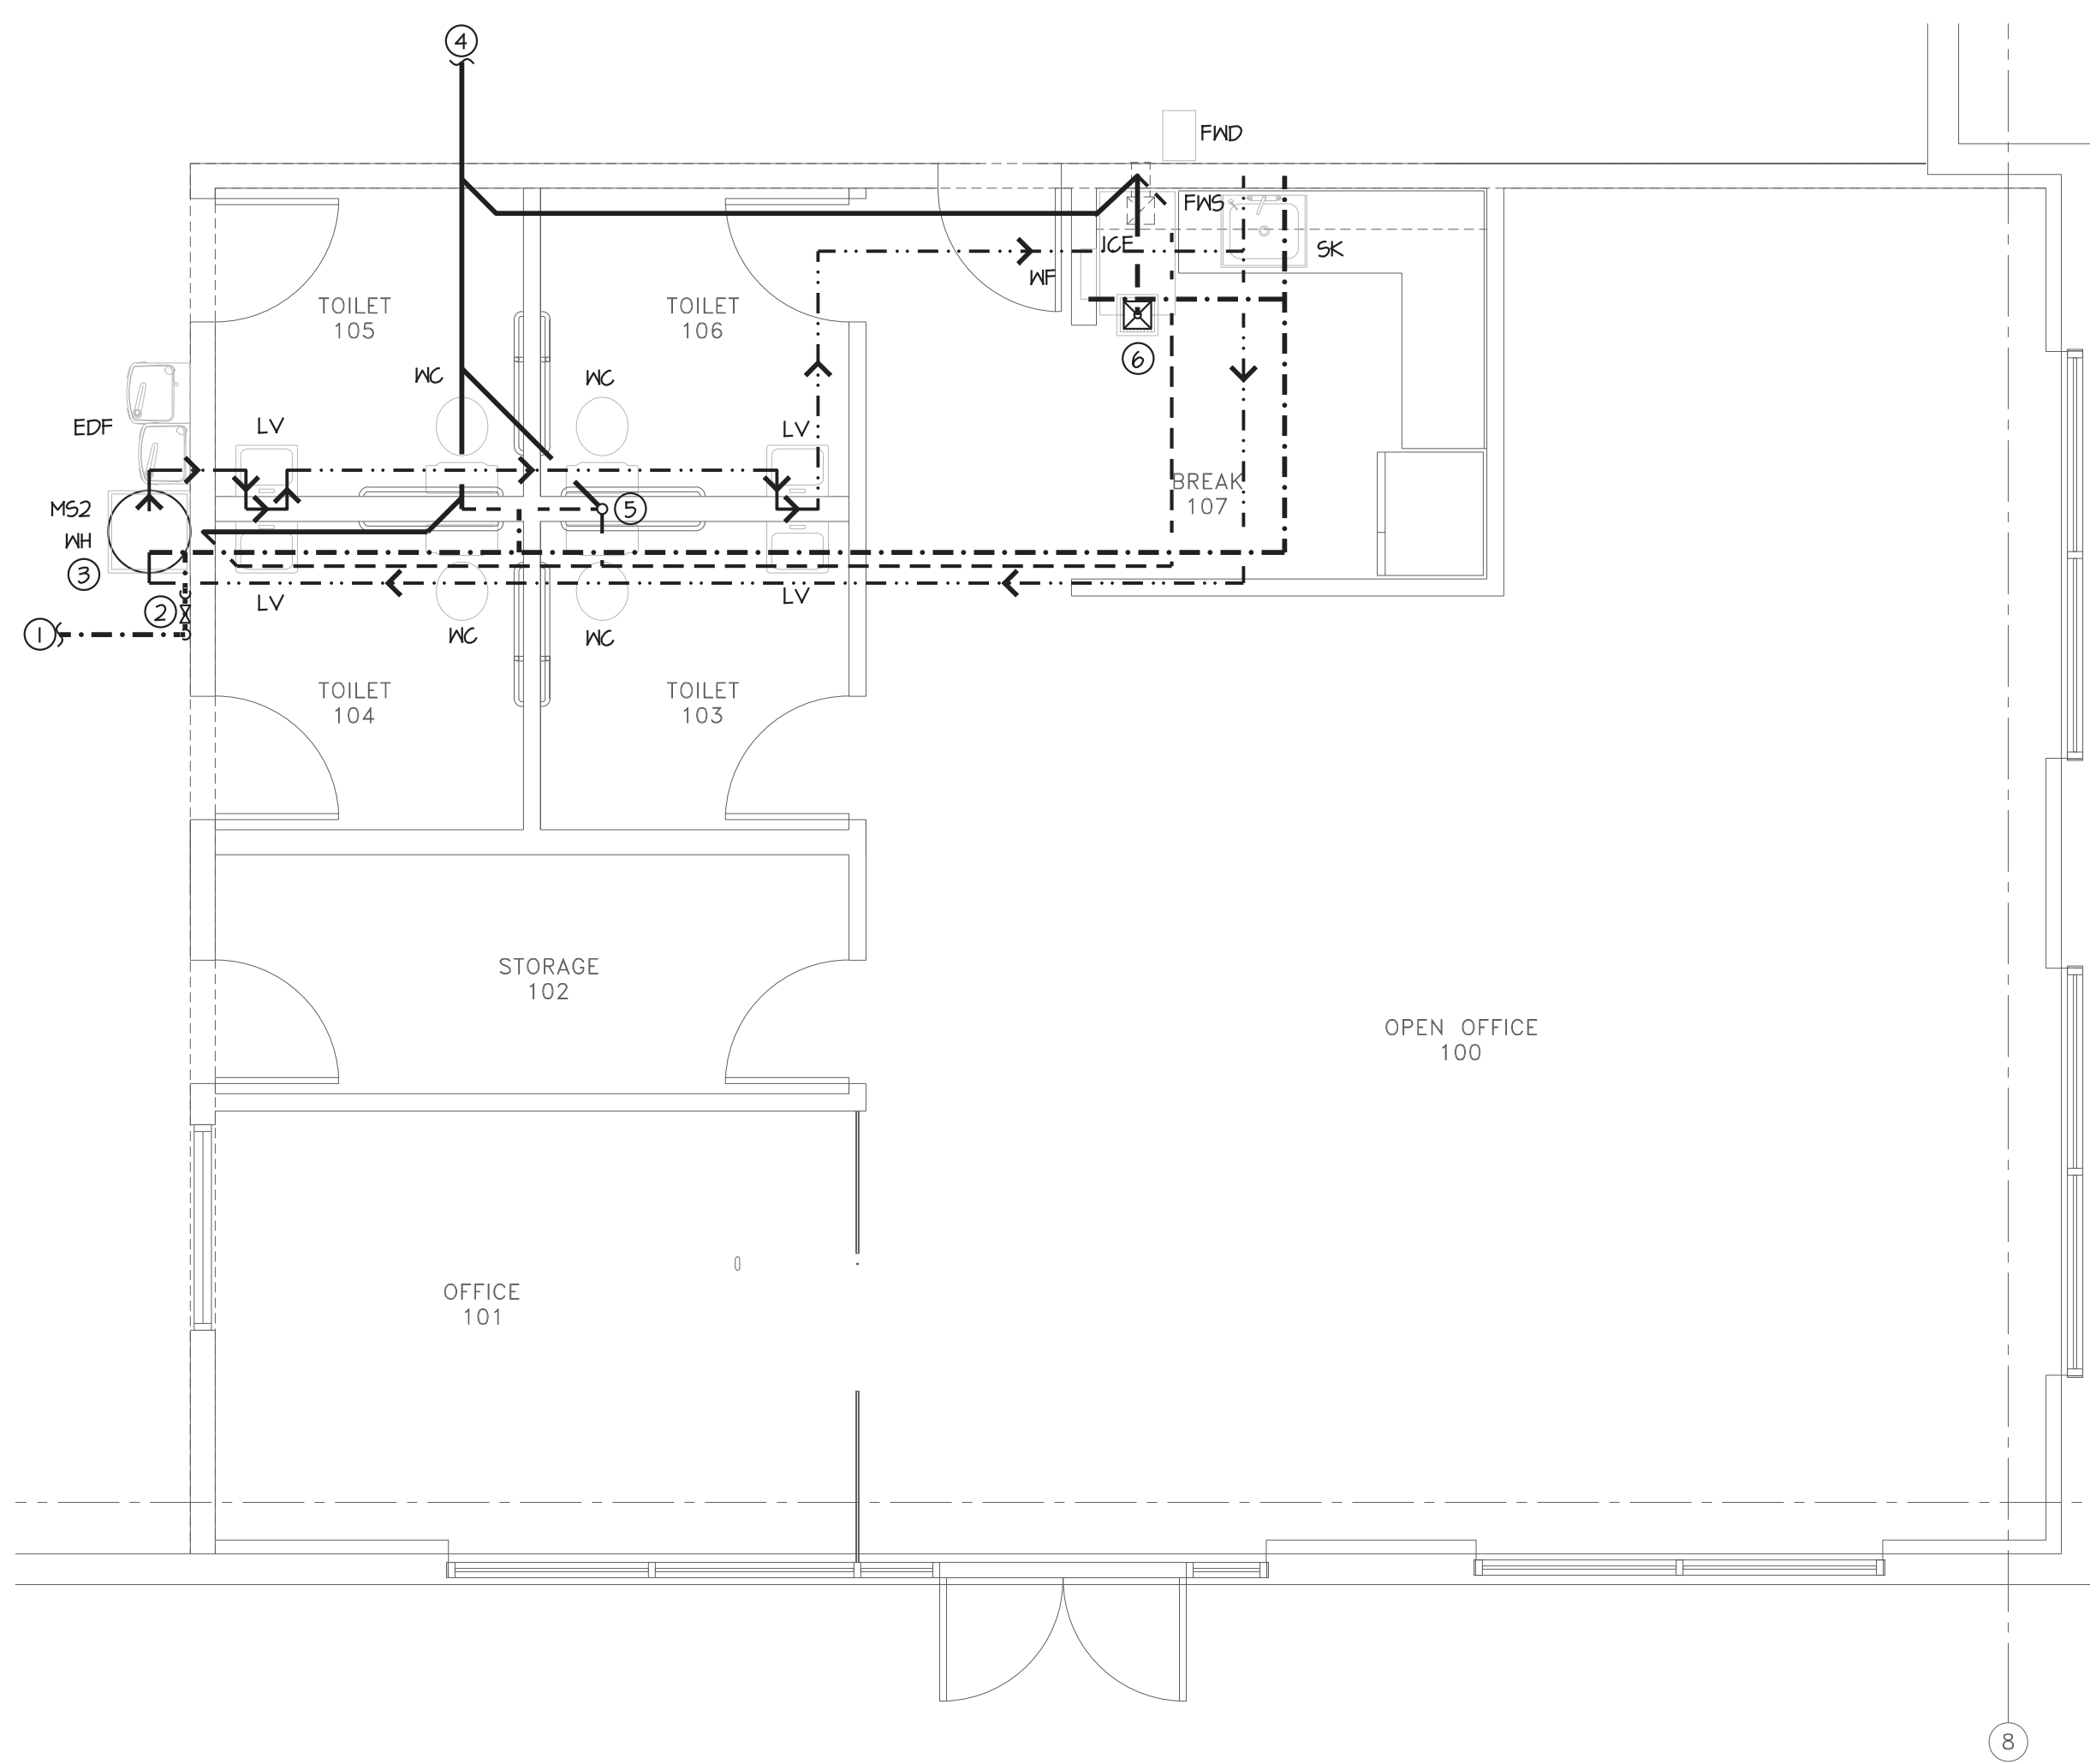 4
FWD
FWS
ICE
SK
WF
TOILET
105
TOILET
106
WC
WC
EDF
LV
LV
6
BREAK
107
MS2
5
WH
3
2
LV
LV
1
WC
WC
TOILET
104
TOILET
103
STORAGE
102
OPEN OFFICE
100
OFFICE
101
8